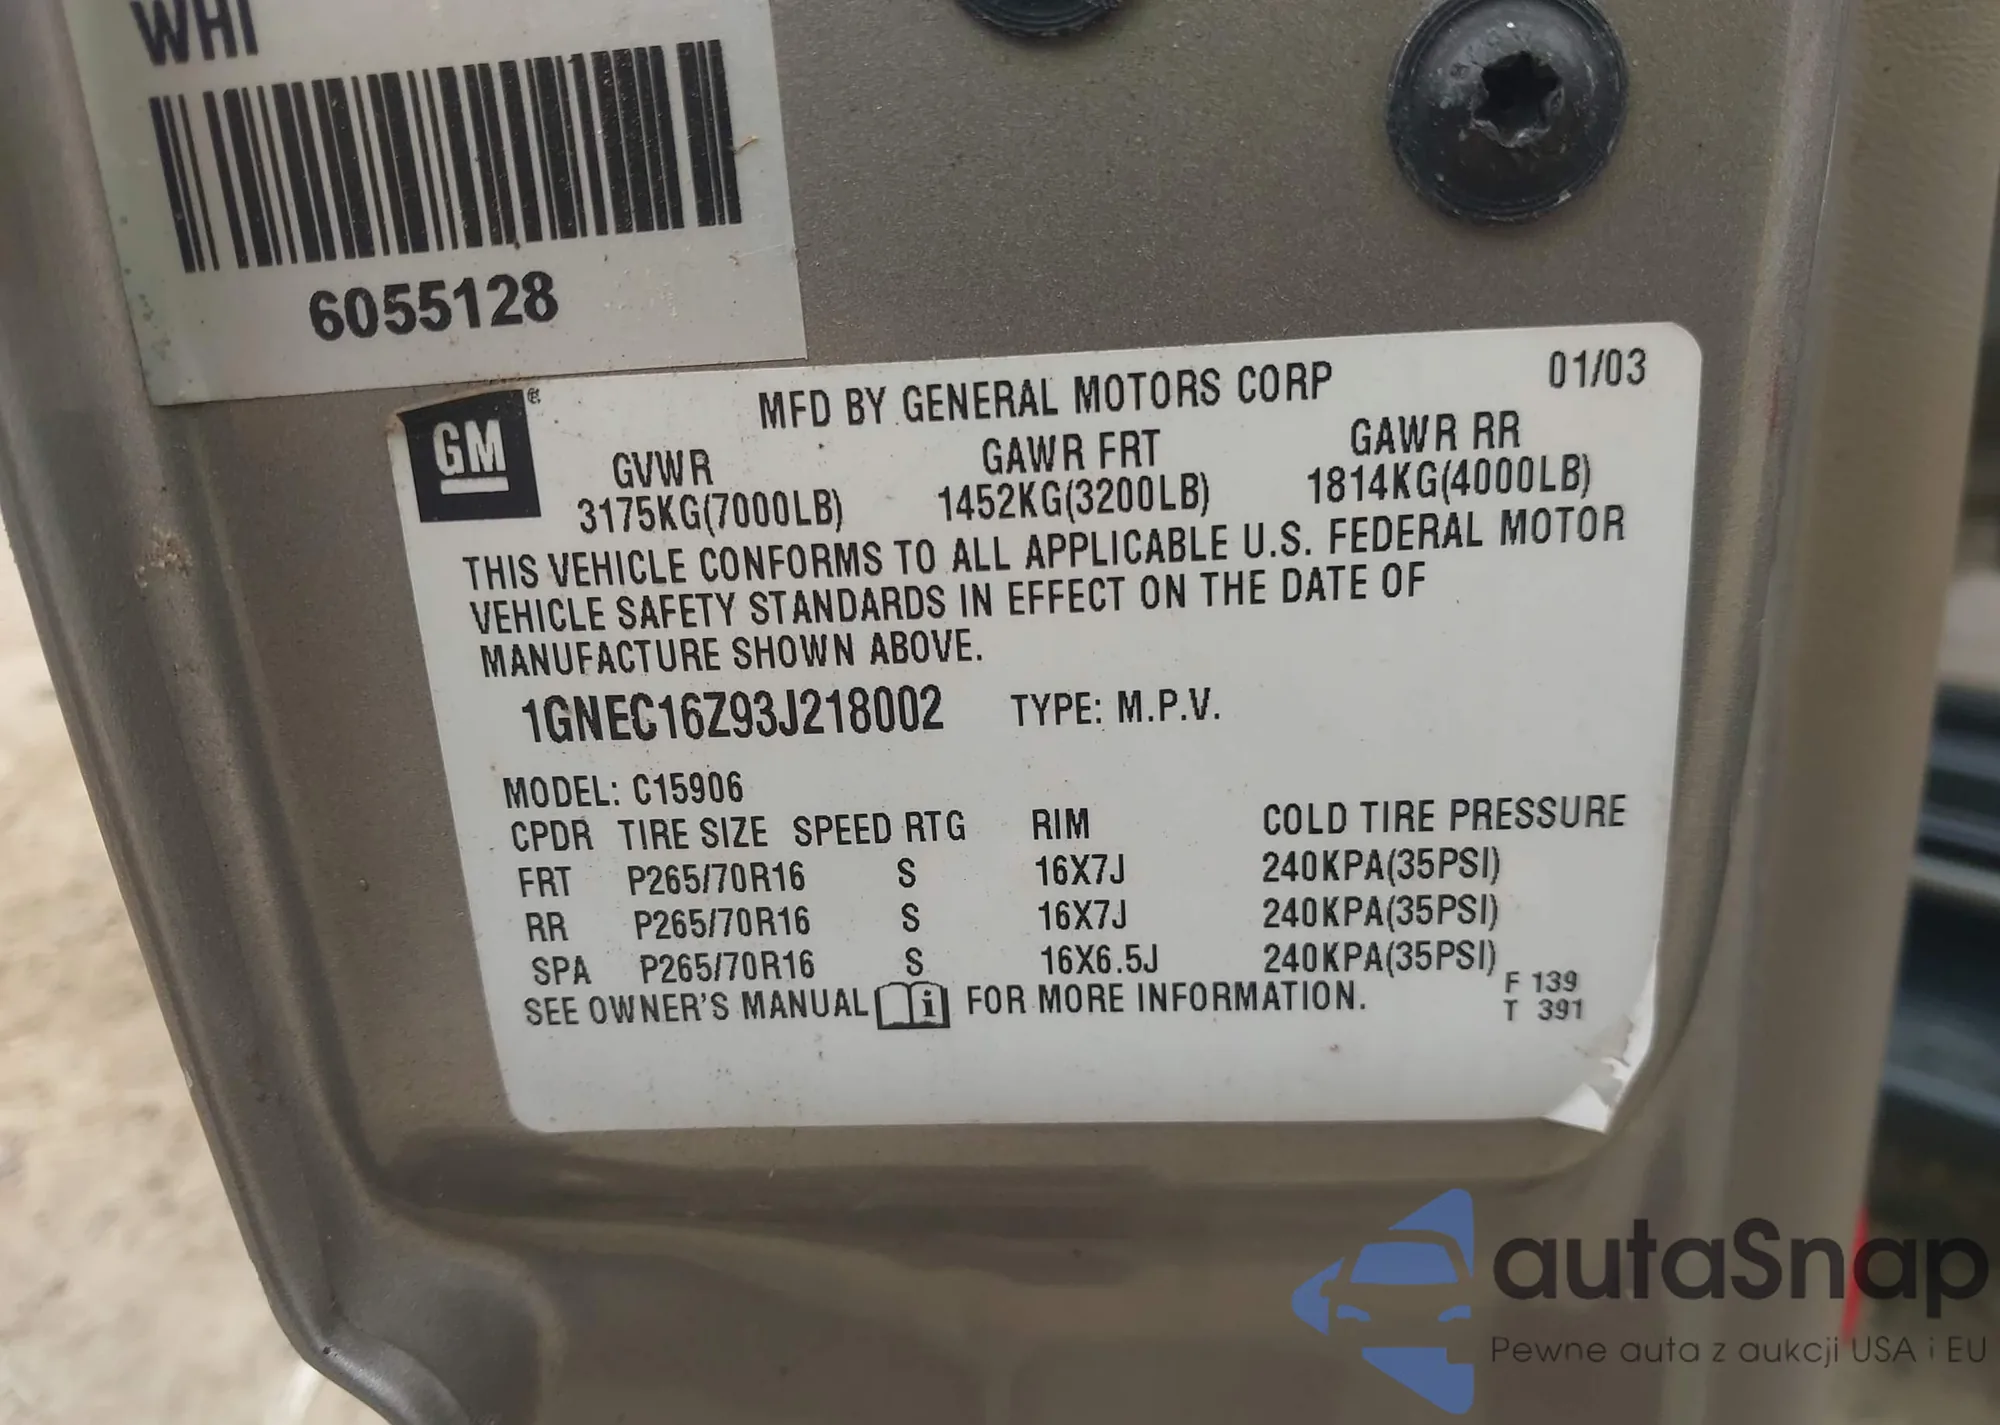 WHI
6055128
GM®
MFD BY GENERAL MOTORS CORP 01/03
GVWR GAWR FRT GAWR RR
3175KG(7000LB) 1452KG(3200LB) 1814KG(4000LB)
THIS VEHICLE CONFORMS TO ALL APPLICABLE U.S. FEDERAL MOTOR
VEHICLE SAFETY STANDARDS IN EFFECT ON THE DATE OF
MANUFACTURE SHOWN ABOVE.
1GNEC16Z93J218002 TYPE: M.P.V.
MODEL: C15906
CPDR TIRE SIZE SPEED RTG RIM COLD TIRE PRESSURE
FRT P265/70R16 S 16X7J 240KPA(35PSI)
RR P265/70R16 S 16X7J 240KPA(35PSI)
SPA P265/70R16 S 16X6.5J 240KPA(35PSI)
SEE OWNER'S MANUAL i FOR MORE INFORMATION.
F 139
T 391
autaSnap
Pewne auta z aukcji USA i EU